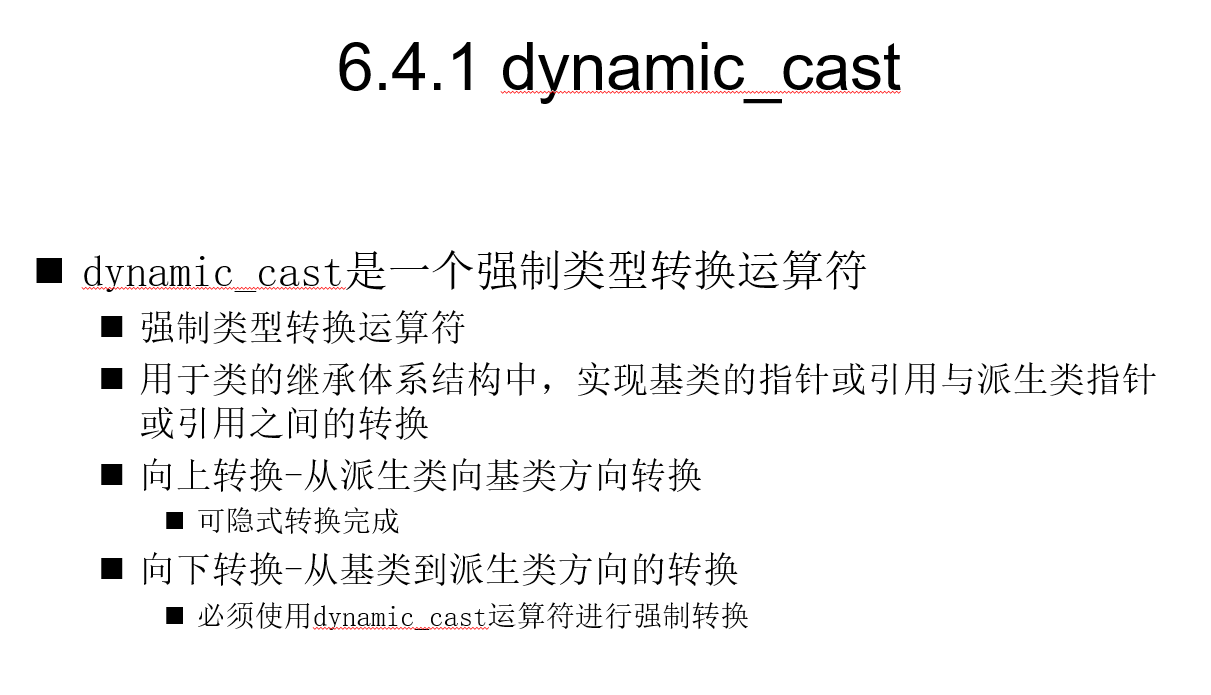 6.4.1 dynamic_cast
dynamic_cast是一个强制类型转换运算符
强制类型转换运算符
用于类的继承体系结构中，实现基类的指针或引用与派生类指针
或引用之间的转换
向上转换-从派生类向基类方向转换
可隐式转换完成
向下转换-从基类到派生类方向的转换
必须使用dynamic_cast运算符进行强制转换